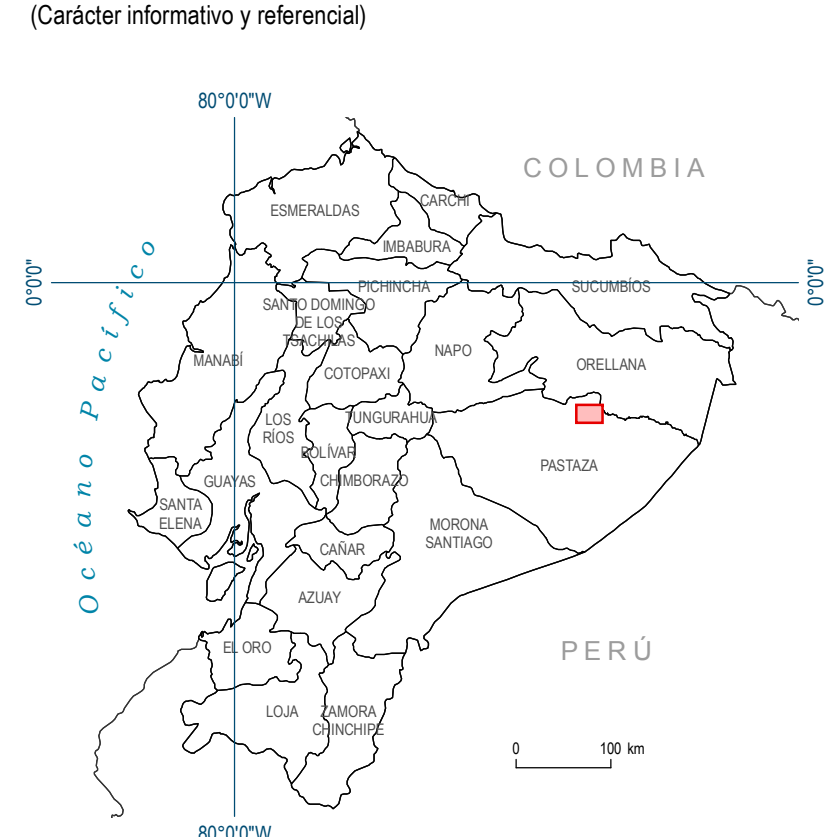 (Carácter informativo y referencial)
80°0'0"W
COLOMBIA
CARCHI
ESMERALDAS
IMBABURA
0°0'0"
PICHINCHA
SUCUMBÍOS
0°0'0"
SANTO DOMINGO
DE LOS
TSACHILAS
Océano Pacífico
MANABÍ
NAPO
ORELLANA
COTOPAXI
LOS
RÍOS
TUNGURAHUA
BOLÍVAR
PASTAZA
GUAYAS
CHIMBORAZO
SANTA
ELENA
MORONA
SANTIAGO
CAÑAR
AZUAY
EL ORO
PERÚ
LOJA
ZAMORA
CHINCHIPE
0 100 km
80°0'0"W